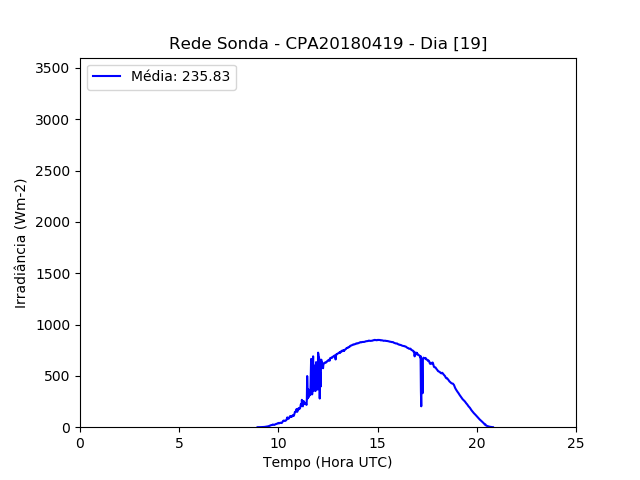 Rede Sonda - CPA20180419 - Dia [19]
Média: 235.83
Irradiância (Wm-2)
3500
3000
2500
2000
1500
1000
500
0
0 5 10 15 20 25
Tempo (Hora UTC)